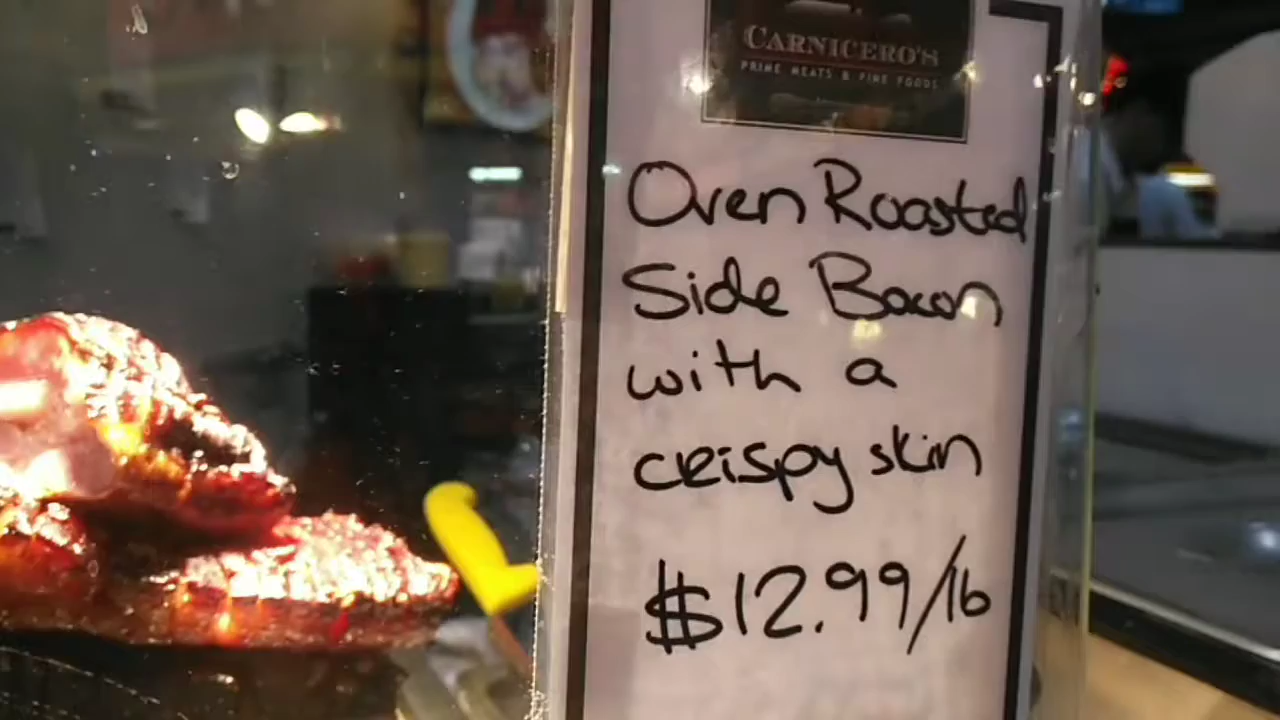 CARNICERO'S
PRIME MEATS & FINE FOODS
Oven Roasted
Side Bacon
with a
crispy skin
$12.99/lb